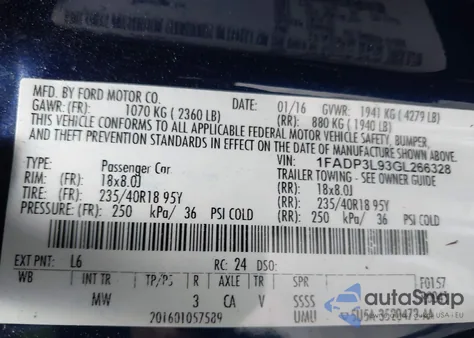 MFD. BY FORD MOTOR CO. DATE: 01/16 GVWR: 1941 KG ( 4279 LB)
GAWR: (FR): 1070 KG ( 2360 LB) (RR): 880 KG ( 1940 LB)
THIS VEHICLE CONFORMS TO ALL APPLICABLE FEDERAL MOTOR VEHICLE SAFETY, BUMPER,
AND THEFT PREVENTION STANDARDS IN EFFECT ON THE DATE OF MANUFACTURE SHOWN ABOVE.
VIN: 1FADP3L93GL266328
TYPE: Passenger Car TRAILER TOWING - SEE OWNER GUIDE
RIM: (FR): 18x8.0J (RR): 18x8.0J
TIRE: (FR): 235/40R18 95Y (RR): 235/40R18 95Y
PRESSURE: (FR): 250 kPa/ 36 PSI COLD (RR): 250 kPa/ 36 PSI COLD
EXT PNT: L6 RC: 24 DSO:
WB INT TR TP/PS R AXLE TR SPR F0157
MW 3 CA V SSSS
201601057589 UMU
autoSnap